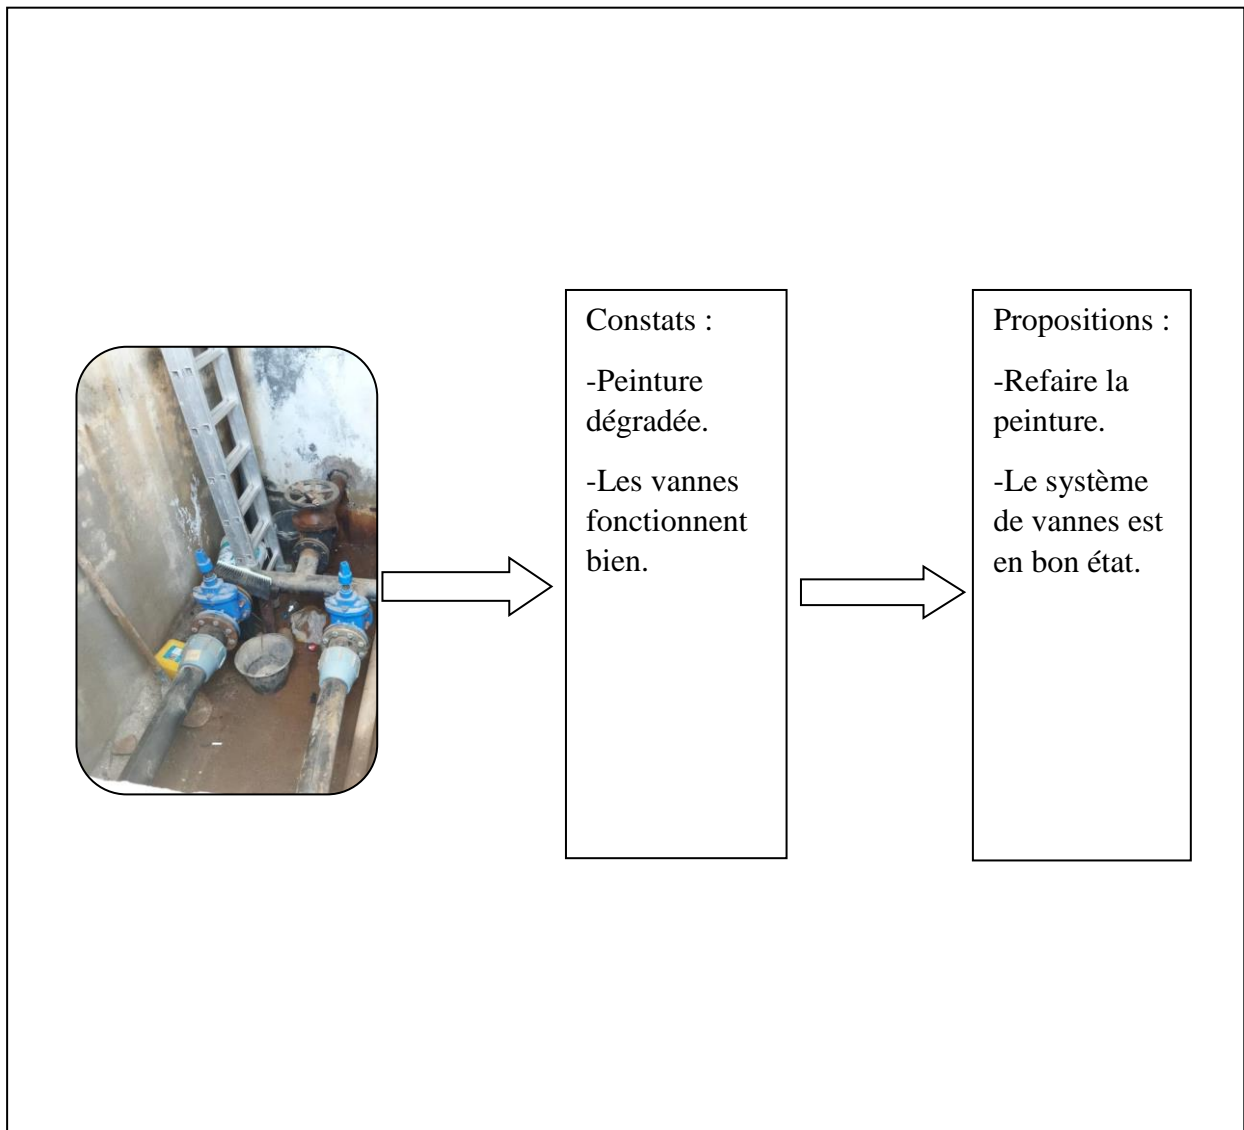 Constats :
-Peinture
dégradée.
-Les vannes
fonctionnent
bien.
Propositions :
-Refaire la
peinture.
-Le système
de vannes est
en bon état.